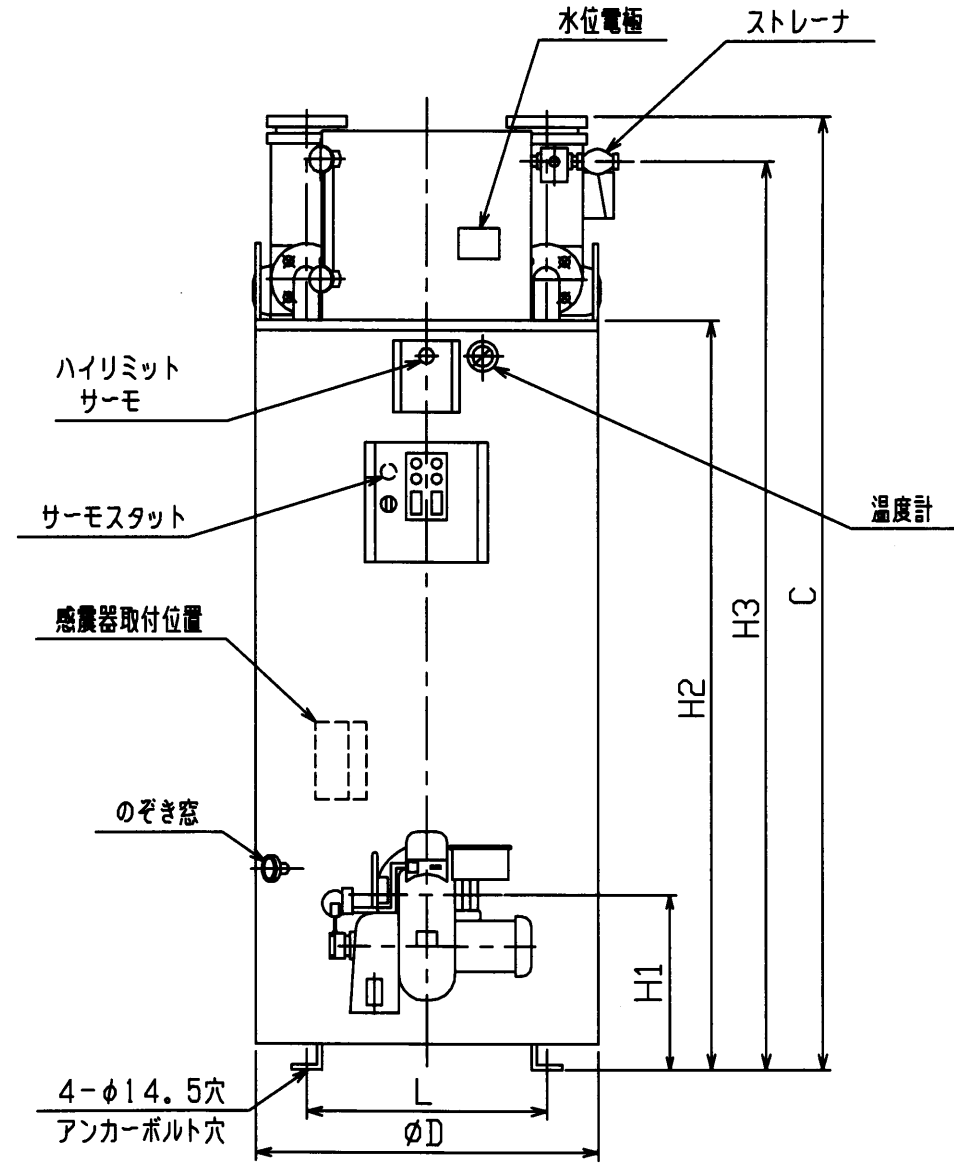 水位電極
ストレーナ
ハイリミット
サーモ
サーモスタット
温度計
感震器取付位置
のぞき窓
C
H3
H2
H1
4-φ14.5穴
アンカーボルト穴
L
ØD